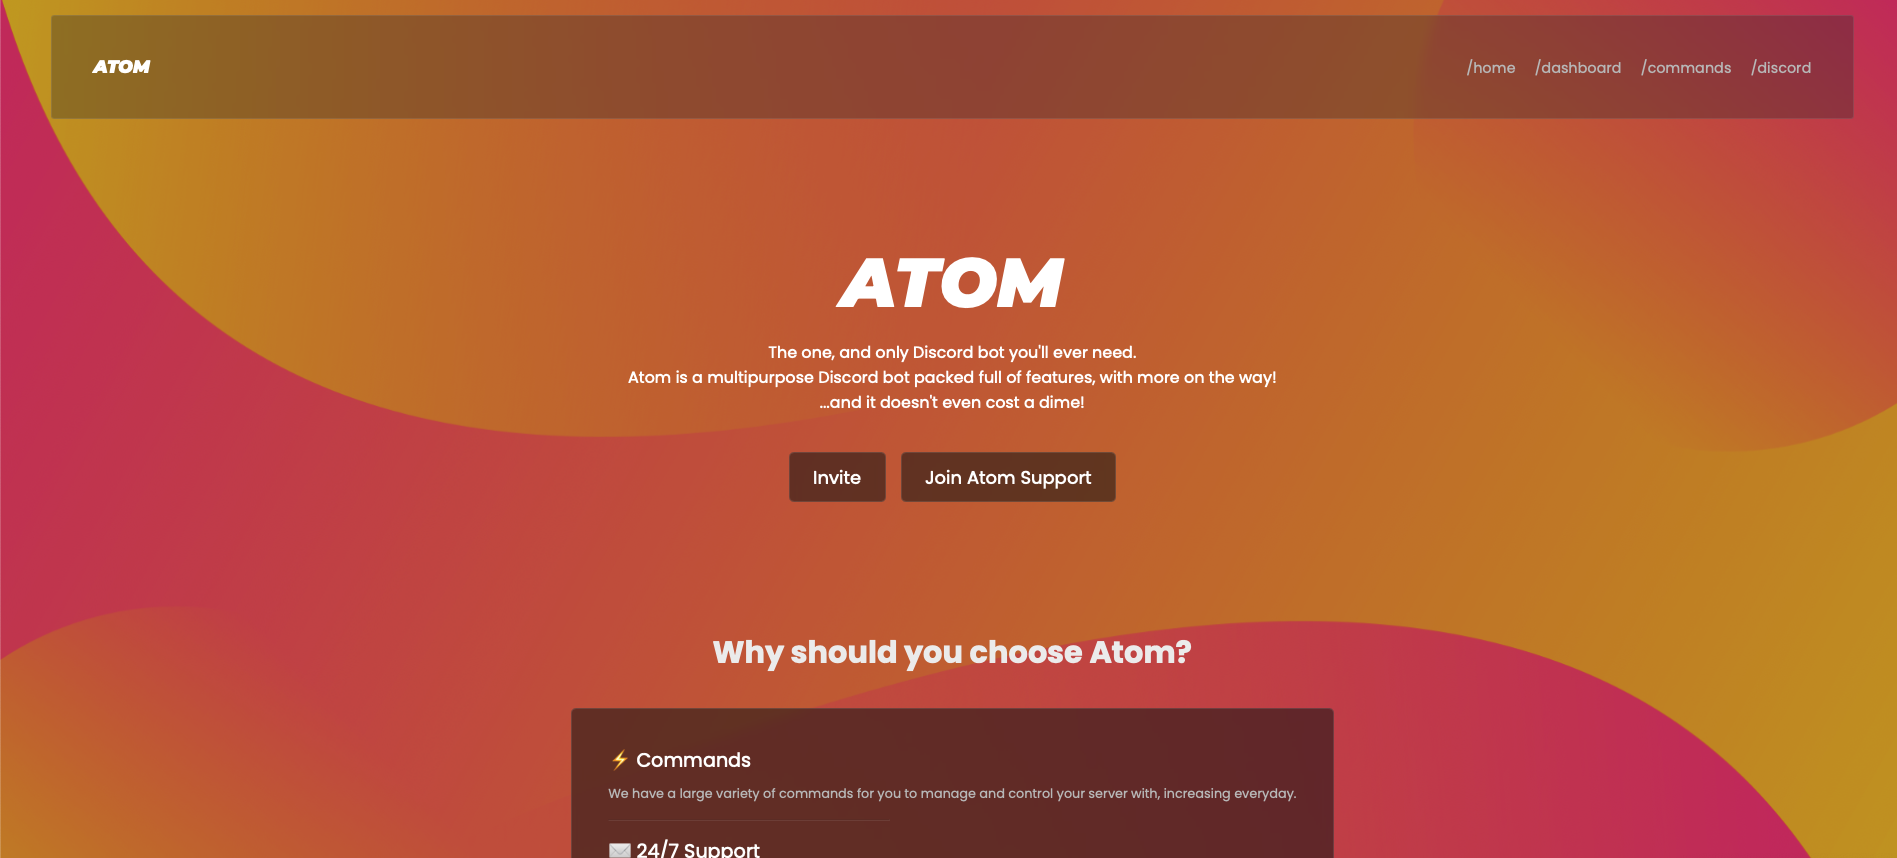 ATOM
/home /dashboard /commands /discord
ATOM
The one, and only Discord bot you'll ever need.
Atom is a multipurpose Discord bot packed full of features, with more on the way!
...and it doesn't even cost a dime!
Invite Join Atom Support
Why should you choose Atom?
⚡ Commands
We have a large variety of commands for you to manage and control your server with, increasing everyday.
✉️ 24/7 Support